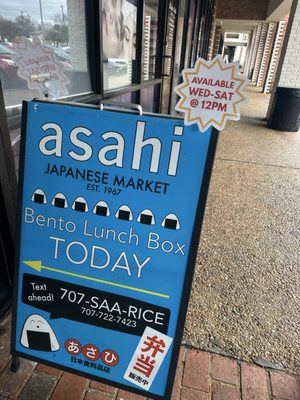 AVAILABLE
WED-SAT
@ 12PM
asahi
JAPANESE MARKET
EST. 1967
Bento Lunch Box
TODAY
Text
ahead!
707-SAA-RICE
707-722-7423
あさひ
日本食料品店
弁当
販売中